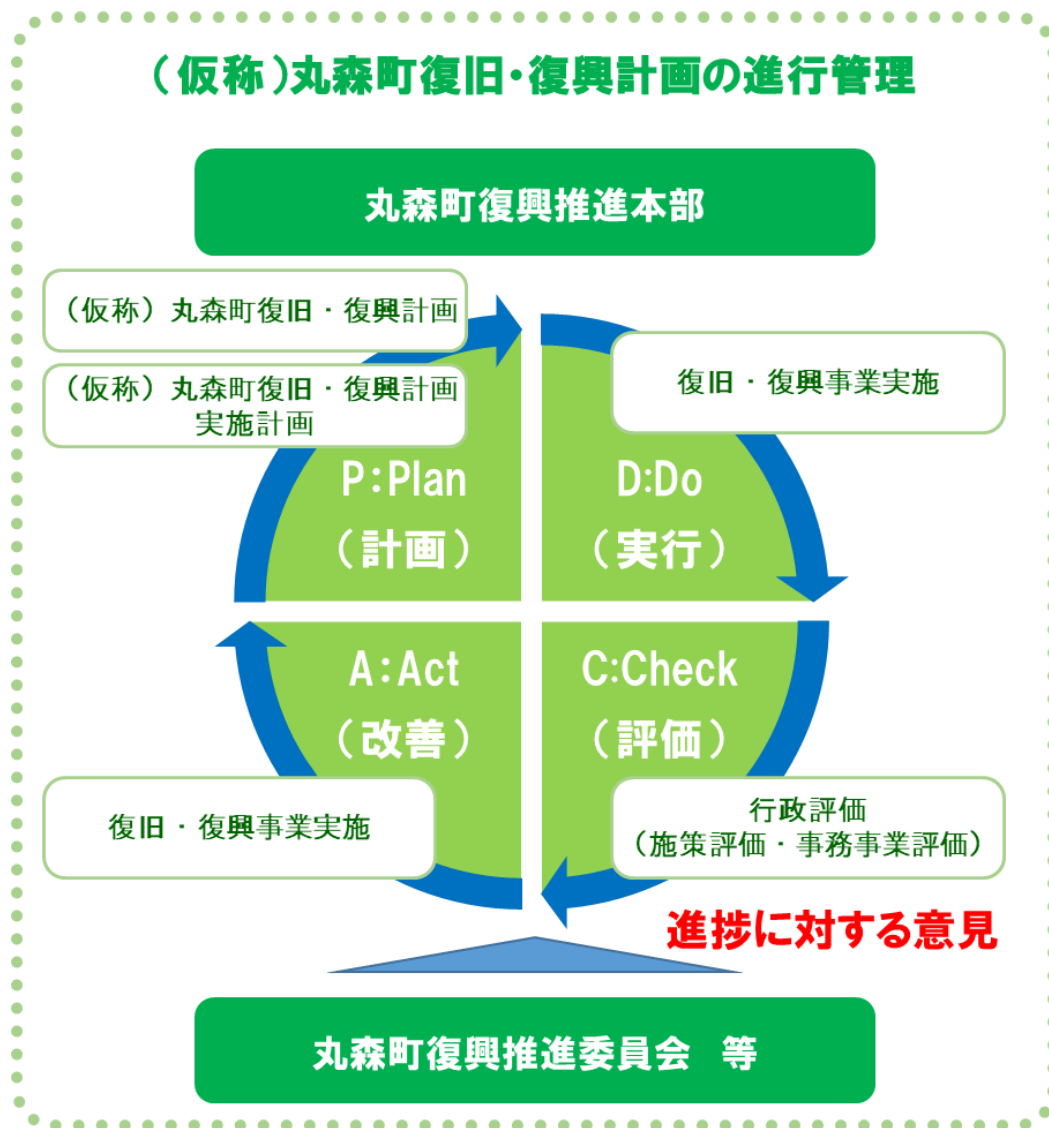 （仮称）丸森町復旧・復興計画の進行管理
丸森町復興推進本部
（仮称）丸森町復旧・復興計画
（仮称）丸森町復旧・復興計画
実施計画
復旧・復興事業実施
P:Plan
（計画）
D:Do
（実行）
A:Act
（改善）
C:Check
（評価）
復旧・復興事業実施
行政評価
（施策評価・事務事業評価）
進捗に対する意見
丸森町復興推進委員会　等